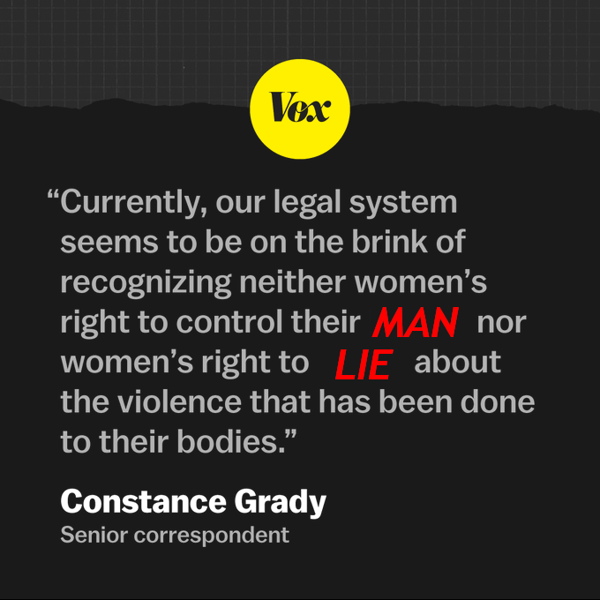 Vox
“Currently, our legal system
seems to be on the brink of
recognizing neither women’s
right to control their MAN nor
women’s right to LIE about
the violence that has been done
to their bodies.”
Constance Grady
Senior correspondent